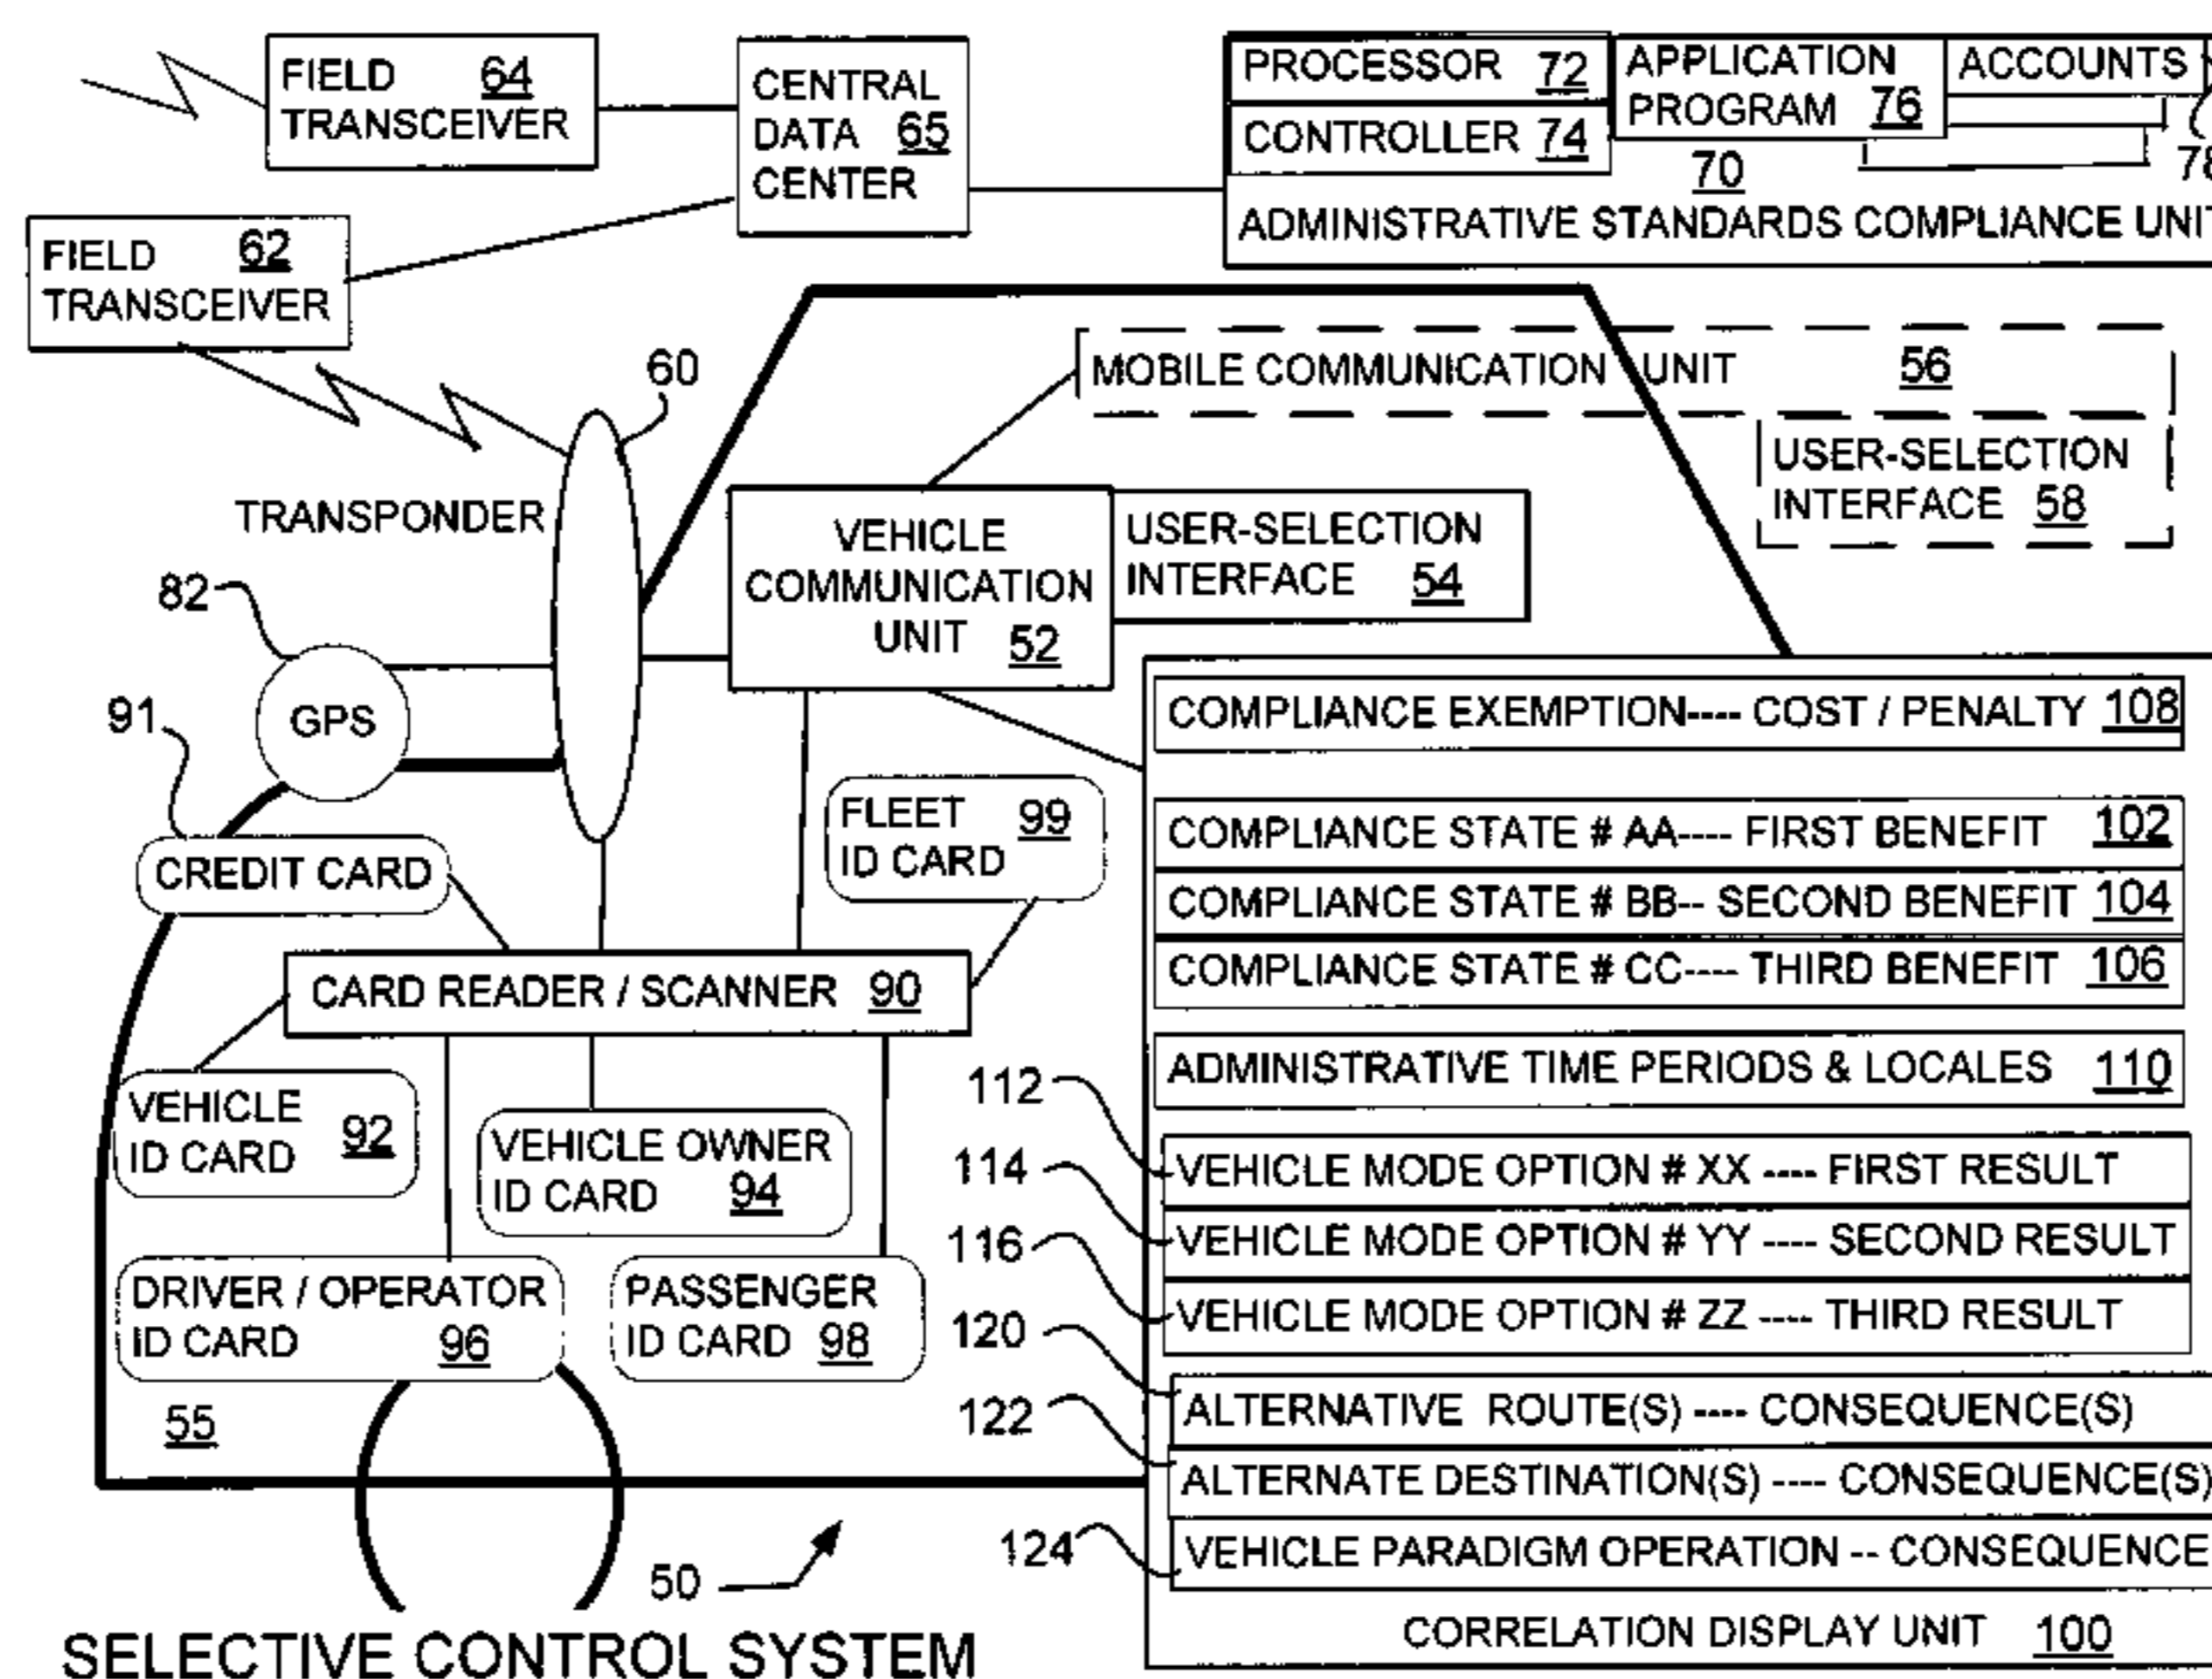 FIELD 64
TRANSCEIVER
CENTRAL
DATA 65
CENTER
PROCESSOR 72
CONTROLLER 74
APPLICATION
PROGRAM 76
ACCOUNTS
78
70
ADMINISTRATIVE STANDARDS COMPLIANCE UNIT
FIELD 62
TRANSCEIVER
60
MOBILE COMMUNICATION UNIT 56
USER-SELECTION
INTERFACE 58
TRANSPONDER
VEHICLE
COMMUNICATION
UNIT 52
USER-SELECTION
INTERFACE 54
82
GPS
91
CREDIT CARD
FLEET 99
ID CARD
CARD READER / SCANNER 90
VEHICLE
ID CARD 92
VEHICLE OWNER
ID CARD 94
DRIVER / OPERATOR
ID CARD 96
PASSENGER
ID CARD 98
55
50
SELECTIVE CONTROL SYSTEM
COMPLIANCE EXEMPTION---- COST / PENALTY 108
COMPLIANCE STATE # AA---- FIRST BENEFIT 102
COMPLIANCE STATE # BB-- SECOND BENEFIT 104
COMPLIANCE STATE # CC---- THIRD BENEFIT 106
ADMINISTRATIVE TIME PERIODS & LOCALES 110
112 VEHICLE MODE OPTION # XX ---- FIRST RESULT
114 VEHICLE MODE OPTION # YY ---- SECOND RESULT
116 VEHICLE MODE OPTION # ZZ ---- THIRD RESULT
120 ALTERNATIVE ROUTE(S) ---- CONSEQUENCE(S)
122 ALTERNATE DESTINATION(S) ---- CONSEQUENCE(S)
124 VEHICLE PARADIGM OPERATION -- CONSEQUENCE
CORRELATION DISPLAY UNIT 100